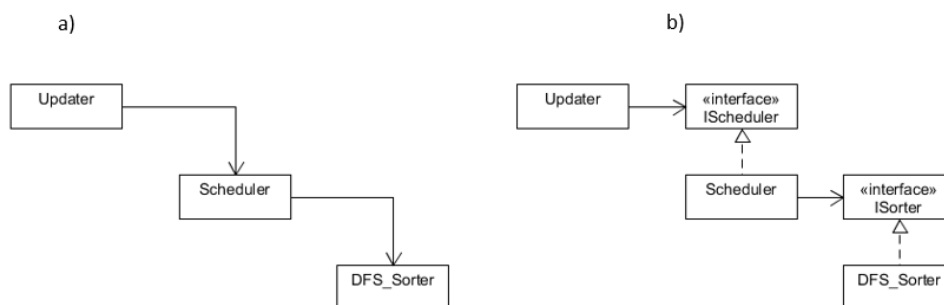 a)
b)
Updater
Scheduler
DFS_Sorter
Updater
«interface»
IScheduler
Scheduler
«interface»
ISorter
DFS_Sorter